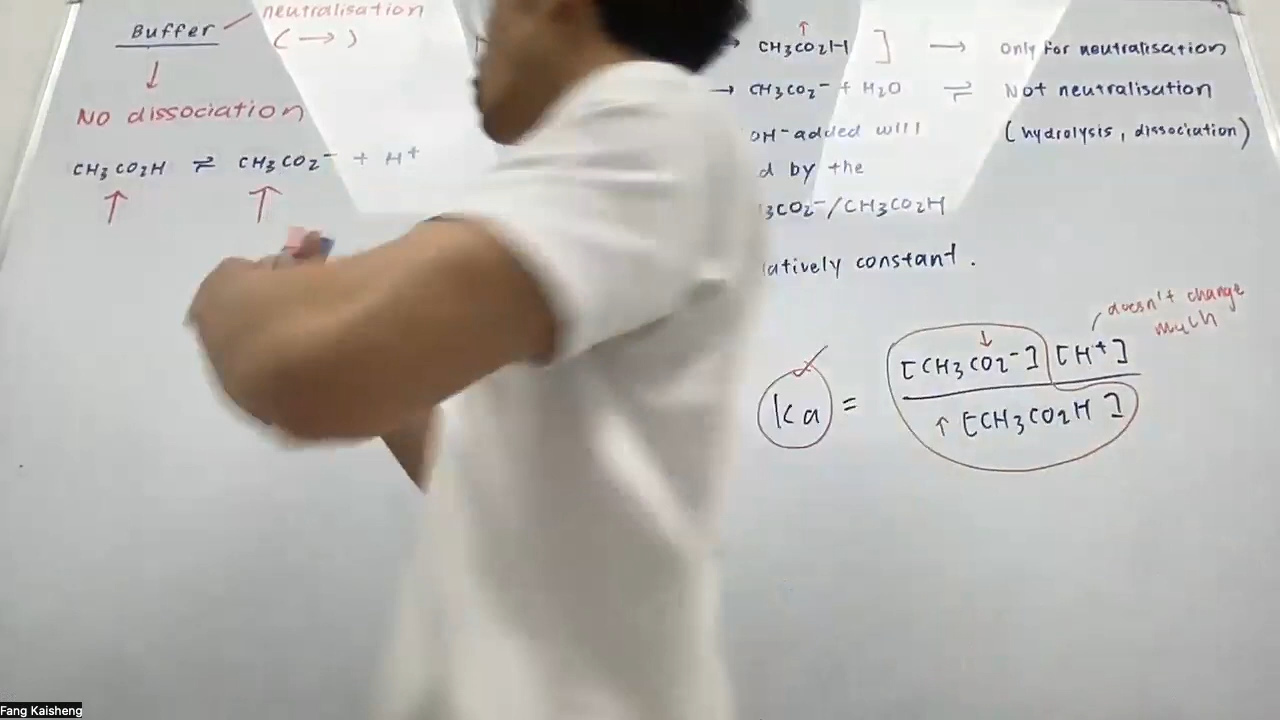 Buffer
neutralisation
( → )
↓
No dissociation
CH3CO2H ⇌ CH3CO2⁻ + H⁺
↑ ↑
↑
→ CH3CO2H ] → Only for neutralisation
→ CH3CO2⁻ + H2O ⇌ Not neutralisation
OH⁻ added will (hydrolysis, dissociation)
d by the
3CO2⁻/CH3CO2H
latively constant.
doesn't change
much
↓
Ka = [CH3CO2⁻] [H⁺]
↑ [CH3CO2H]
Fang Kaisheng